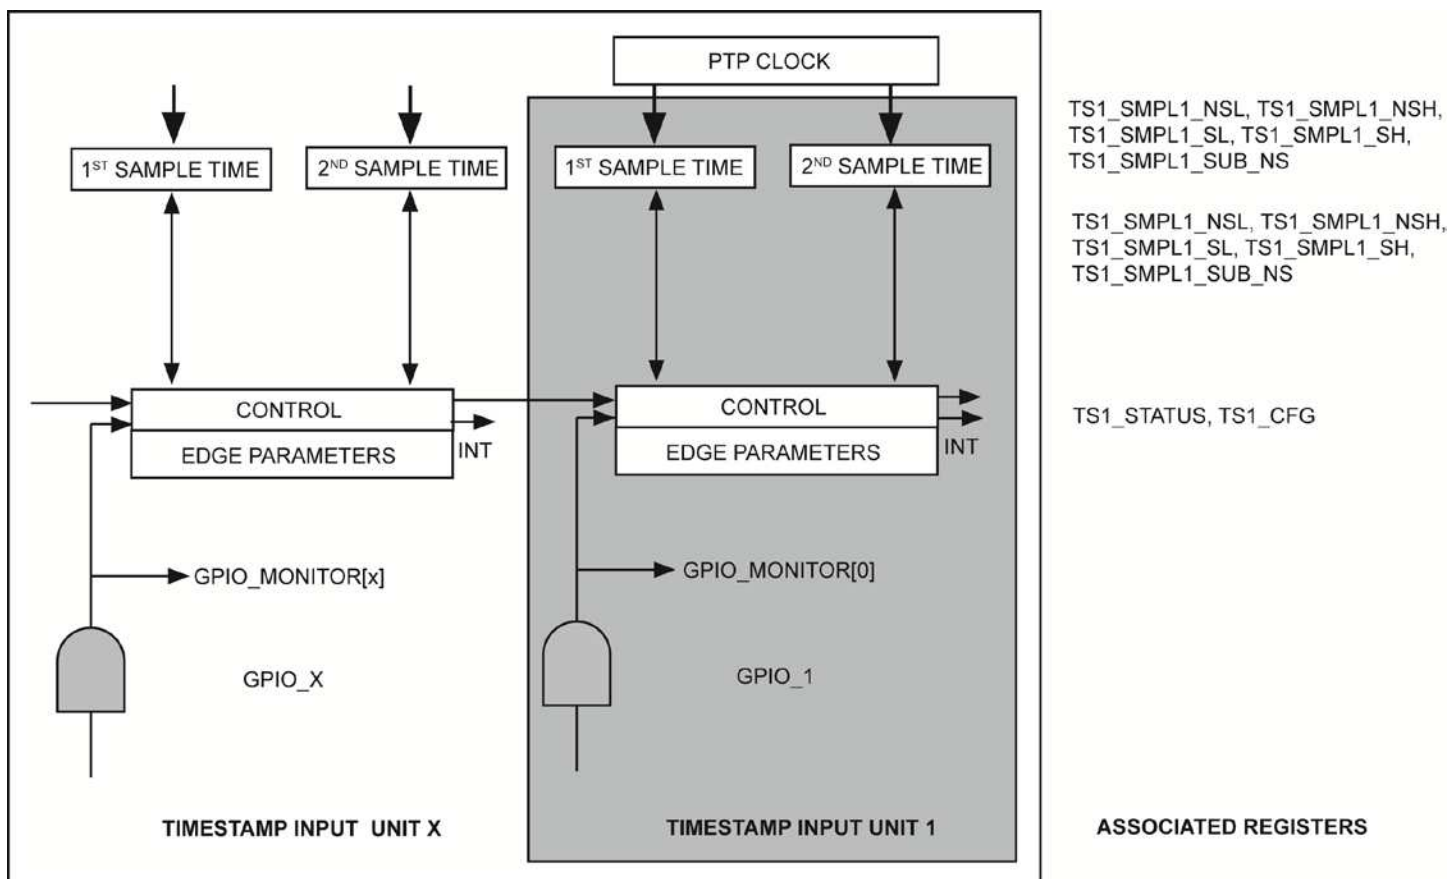 PTP CLOCK
1ST SAMPLE TIME
2ND SAMPLE TIME
1ST SAMPLE TIME
2ND SAMPLE TIME
TS1_SMPL1_NSL, TS1_SMPL1_NSH,
TS1_SMPL1_SL, TS1_SMPL1_SH,
TS1_SMPL1_SUB_NS
TS1_SMPL1_NSL, TS1_SMPL1_NSH,
TS1_SMPL1_SL, TS1_SMPL1_SH,
TS1_SMPL1_SUB_NS
CONTROL
EDGE PARAMETERS
INT
CONTROL
EDGE PARAMETERS
INT
TS1_STATUS, TS1_CFG
GPIO_MONITOR[x]
GPIO_MONITOR[0]
GPIO_X
GPIO_1
TIMESTAMP INPUT UNIT X
TIMESTAMP INPUT UNIT 1
ASSOCIATED REGISTERS